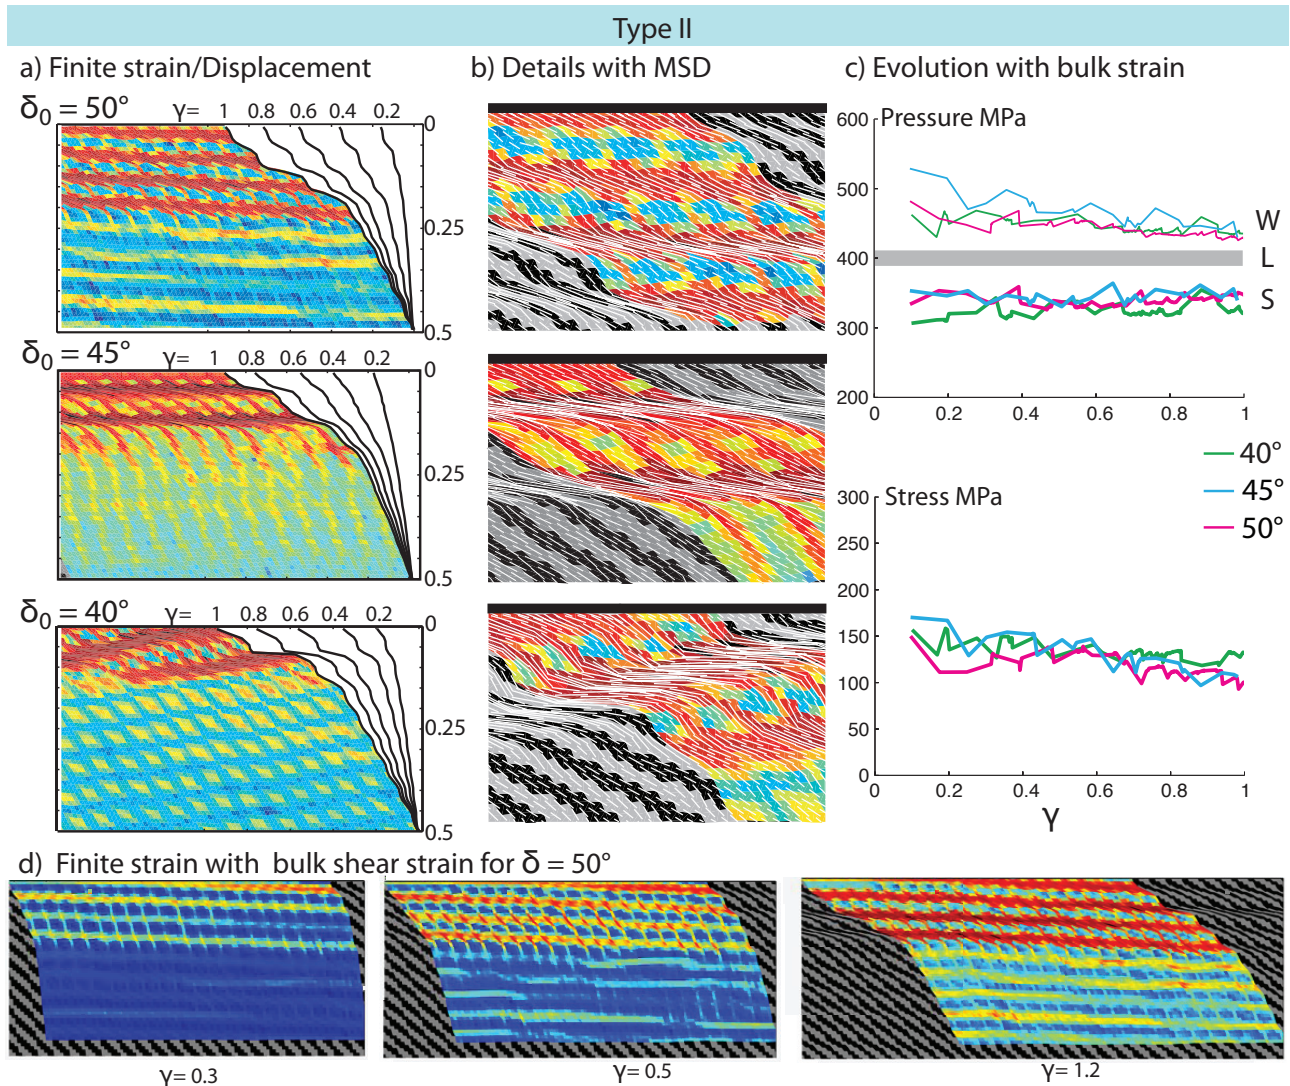 Type II
a) Finite strain/Displacement
δ0 = 50°
γ= 1 0.8 0.6 0.4 0.2
0
0.25
0.5
δ0 = 45°
γ= 1 0.8 0.6 0.4 0.2
0
0.25
0.5
δ0 = 40°
γ= 1 0.8 0.6 0.4 0.2
0
0.25
0.5
b) Details with MSD
c) Evolution with bulk strain
Pressure MPa
600
500
400
300
200
0 0.2 0.4 0.6 0.8 1
W
L
S
40°
45°
50°
Stress MPa
300
250
200
150
100
50
0
0 0.2 0.4 0.6 0.8 1
γ
d) Finite strain with bulk shear strain for δ = 50°
γ= 0.3
γ= 0.5
γ= 1.2